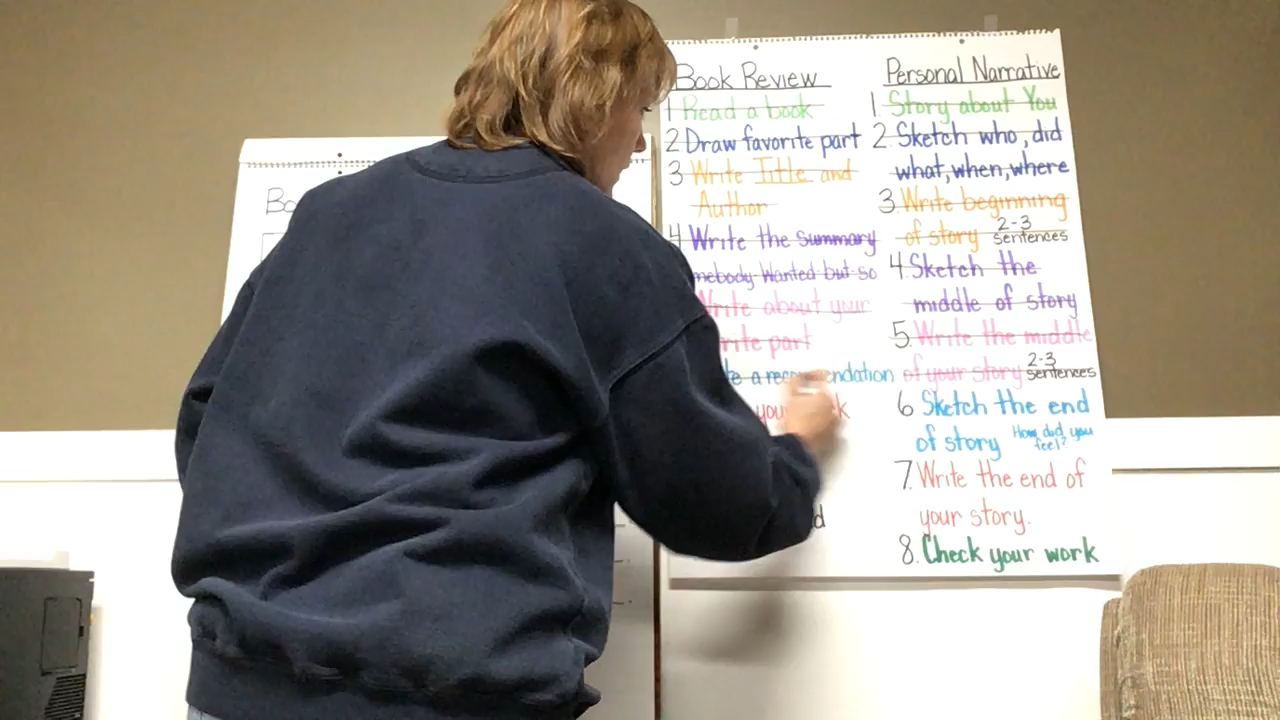 Book Review
1 Read a book
2 Draw favorite part
3 Write Title and
Author
4 Write the summary
mebody Wanted but so
Write about your
rite part
te a recommendation
your
Personal Narrative
1. Story about You
2. Sketch who, did
what, when, where
3. Write beginning
of story 2-3 sentences
4 Sketch the
middle of story
5. Write the middle
of your story 2-3 sentences
6 Sketch the end
of story How did you feel?
7. Write the end of
your story.
8. Check your work
Bo
d